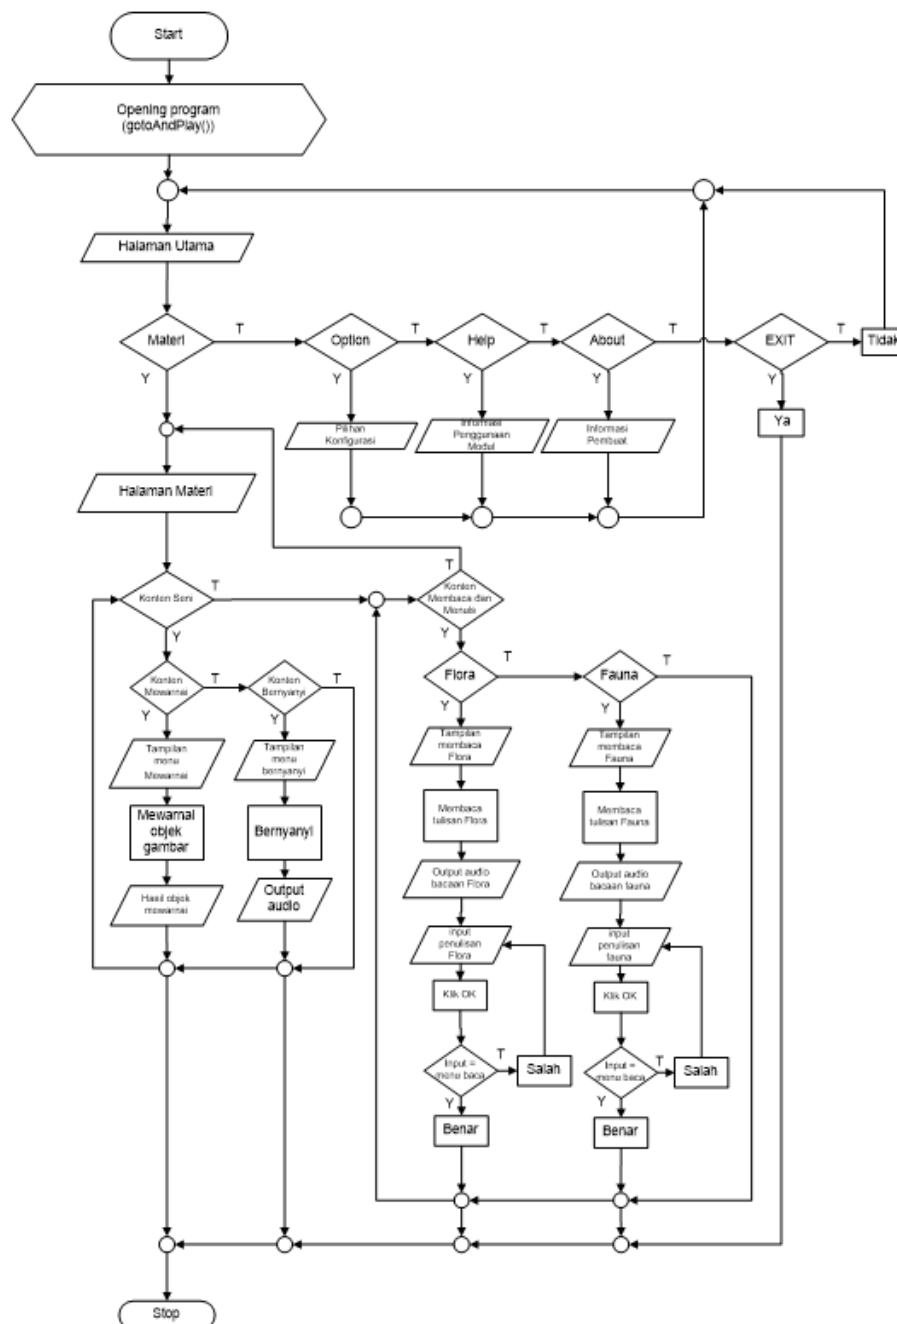 Start
Opening program
(gotoAndPlay())
Halaman Utama
Materi
T
Option
T
Help
T
About
T
EXIT
T
Tidak
Y
Y
Y
Y
Y
Pilihan
Konfigurasi
Informasi
Penggunaan
Modul
Informasi
Pembuat
Ya
Halaman Materi
Konten Seni
T
Y
T
Konten
Membaca dan
Menulis
Y
Konten
Mewarnai
T
Y
Konten
Bernyanyi
T
Y
Flora
T
Y
Fauna
T
Y
Tampilan
menu
Mewarnai
Tampilan
menu
bernyanyi
Tampilan
membaca
Flora
Tampilan
membaca
Fauna
Mewarnai
objek
gambar
Bernyanyi
Membaca
tulisan Flora
Membaca
tulisan Fauna
Hasil objek
mewarnai
Output
audio
Output audio
bacaan Flora
Output audio
bacaan fauna
input
penulisan
Flora
input
penulisan
fauna
Klik OK
Klik OK
Input =
menu baca
T
Salah
Y
Input =
menu baca
T
Salah
Y
Benar
Benar
Stop